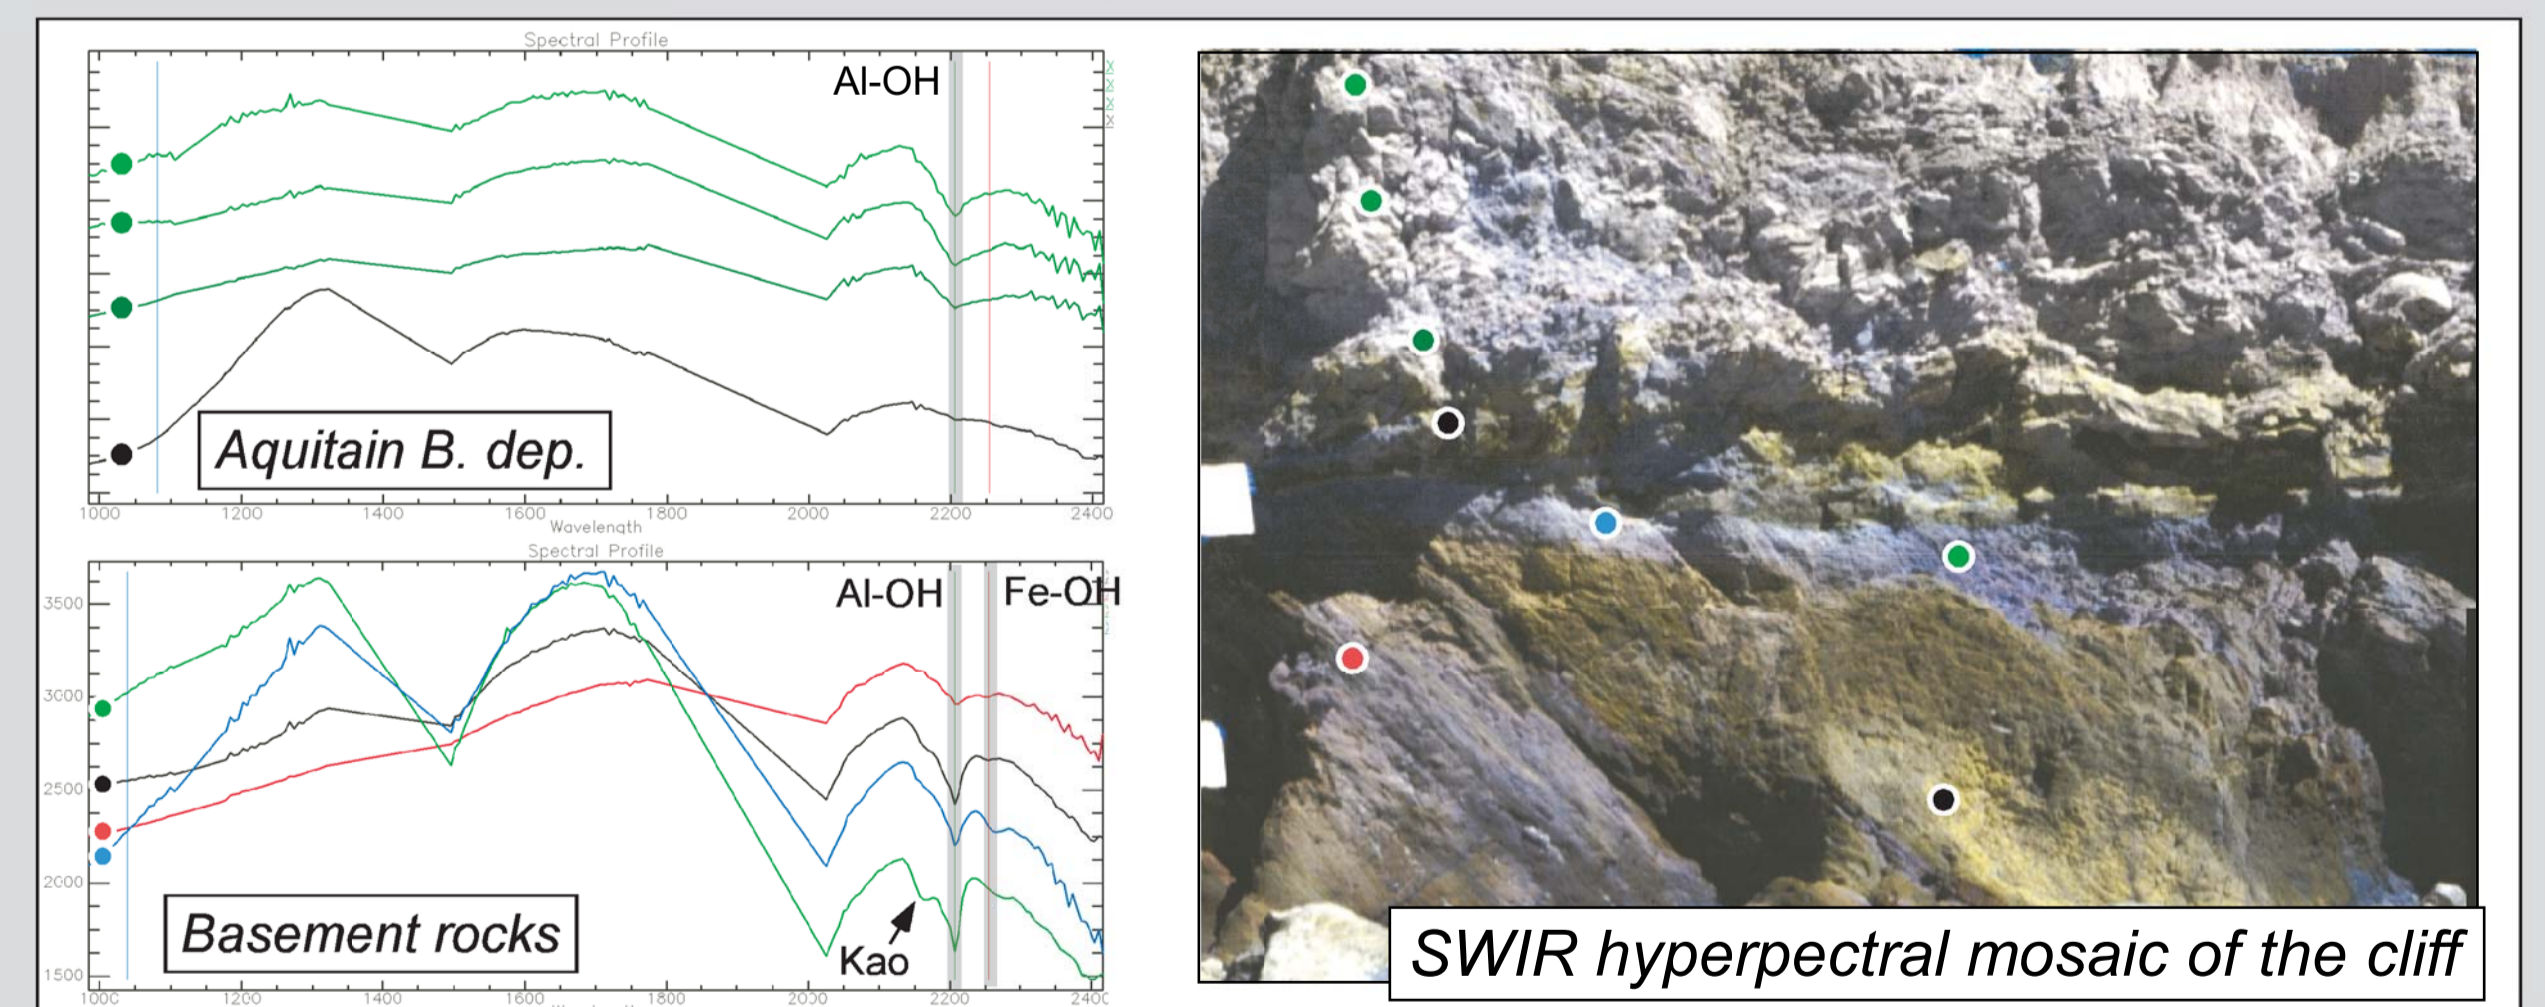 Spectral Profile
Al-OH
Aquitain B. dep.
1000 1200 1400 1600 1800 2000 2200 2400
Wavelength
Spectral Profile
Al-OH Fe-OH
3500
3000
2500
2000
1500
Kao
Basement rocks
1000 1200 1400 1600 1800 2000 2200 2400
SWIR hyperpectral mosaic of the cliff